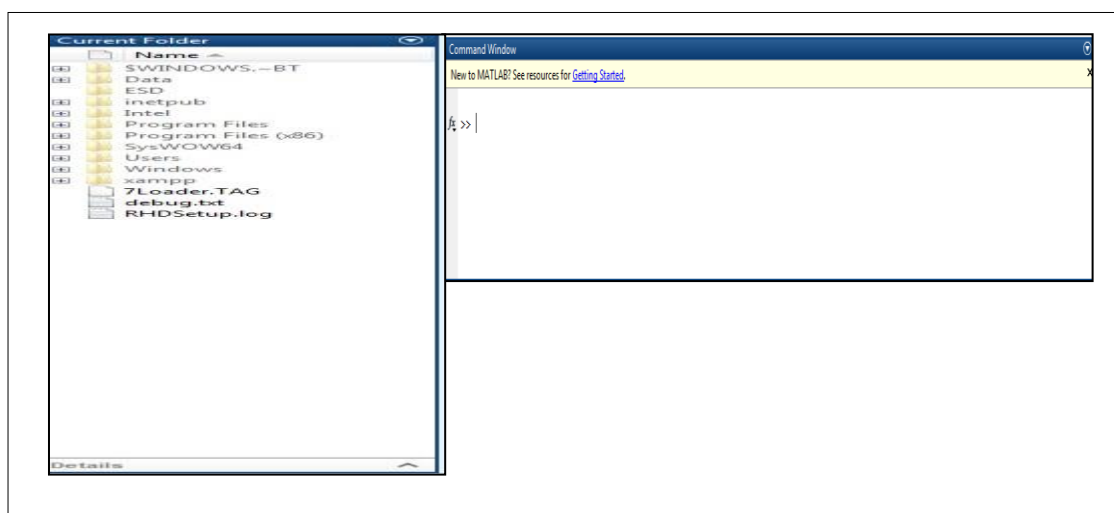 Current Folder
Name
SWINDOWS.~BT
Data
ESD
inetpub
Intel
Program Files
Program Files (x86)
SysWOW64
Users
Windows
xampp
7Loader.TAG
debug.txt
RHDSetup.log
Details
Command Window
New to MATLAB? See resources for Getting Started.
x
fx >>